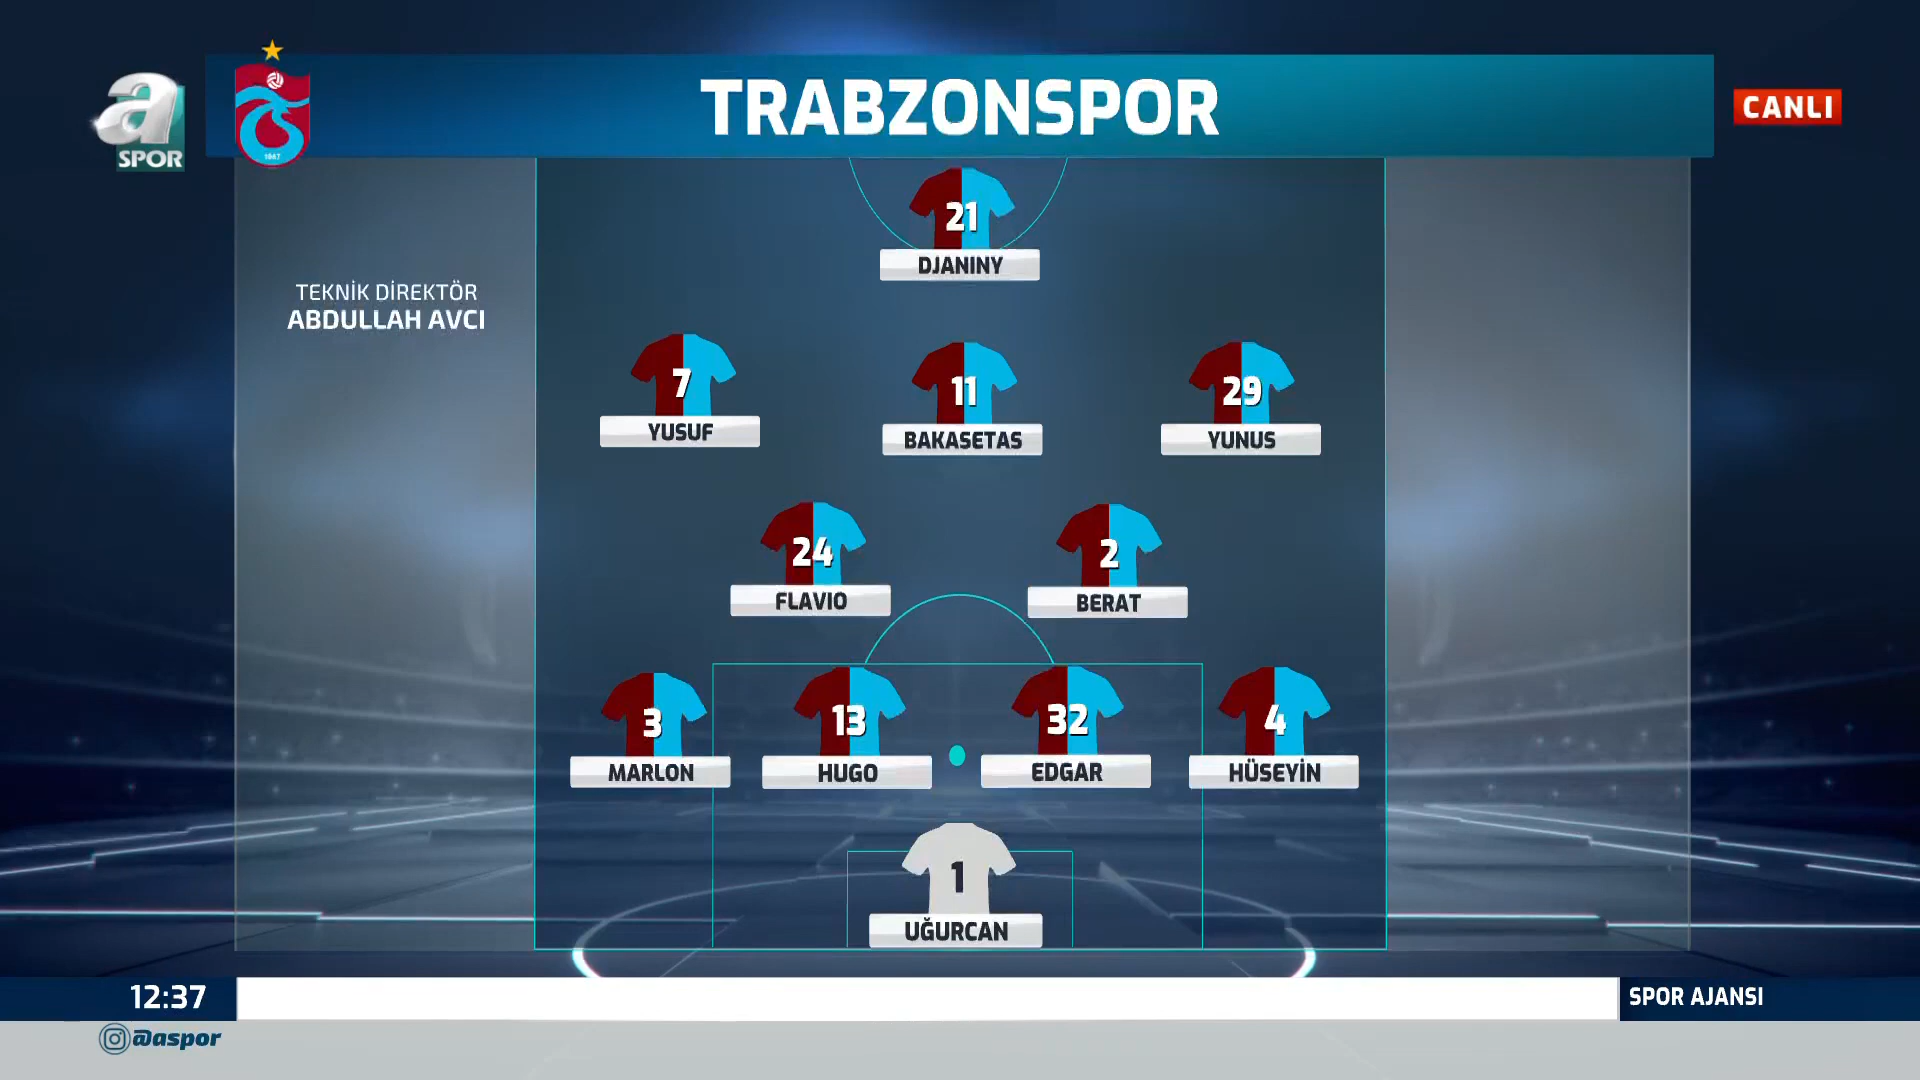 a
SPOR
1967
TRABZONSPOR
CANLI
21
DJANINY
TEKNİK DİREKTÖR
ABDULLAH AVCI
7
YUSUF
11
BAKASETAS
29
YUNUS
24
FLAVIO
2
BERAT
3
MARLON
13
HUGO
32
EDGAR
4
HÜSEYİN
1
UĞURCAN
12:37
SPOR AJANSI
@aspor